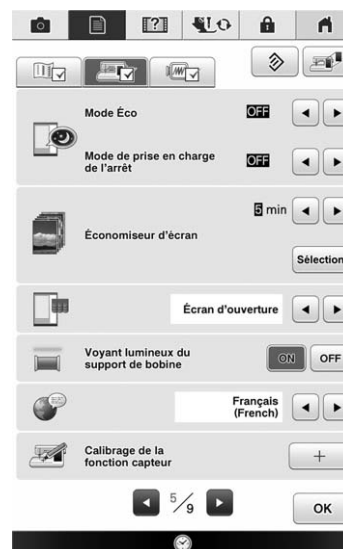 Mode Éco
OFF
Mode de prise en charge
de l'arrêt
OFF
5 min
Économiseur d'écran
Sélection
Écran d'ouverture
Voyant lumineux du
support de bobine
ON
OFF
Français
(French)
Calibrage de la
fonction capteur
+
5/9
OK